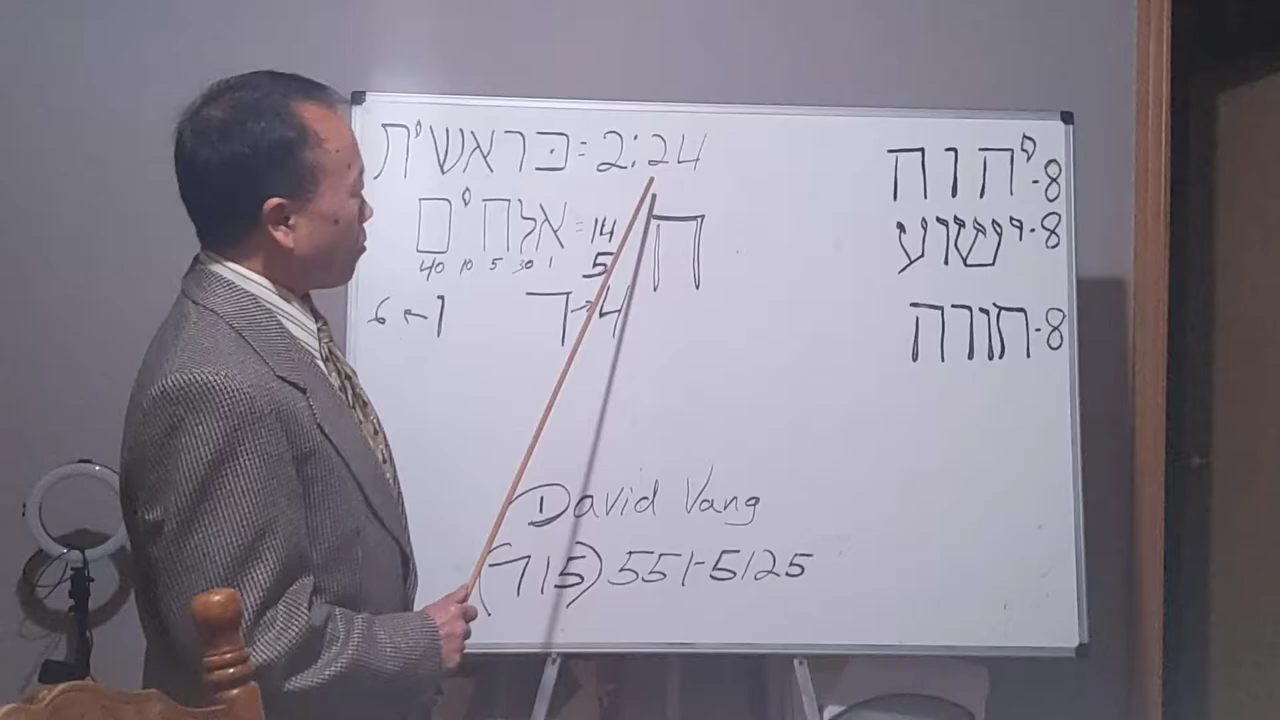 בּראשית = 2:24
אלהים = 14
40 10 5 30 1
5
ה
6 ← ו
ד → 4
יהוה - 8
ישוע - 8
תורה - 8
David Vang
(715) 551-5125